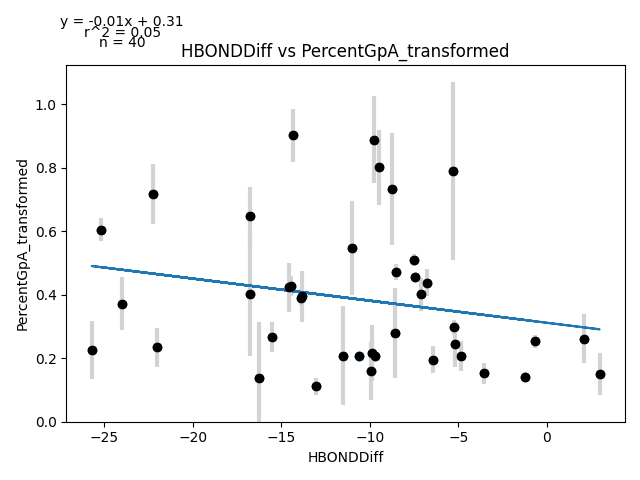 y = -0.01x + 0.31
r^2 = 0.05
n = 40
HBONDDiff vs PercentGpA_transformed
PercentGpA_transformed
1.0
0.8
0.6
0.4
0.2
0.0
−25
−20
−15
−10
−5
0
HBONDDiff